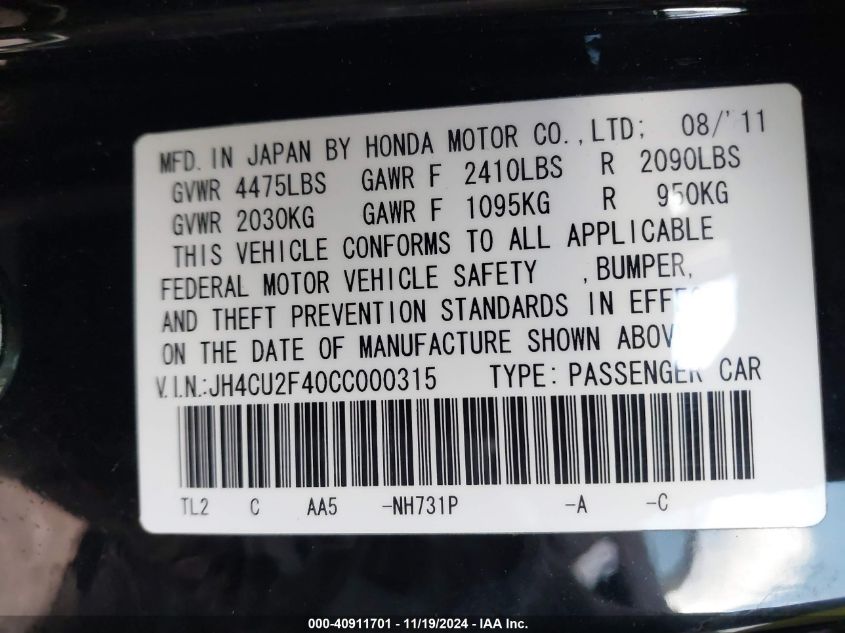 MFD. IN JAPAN BY HONDA MOTOR CO., LTD; 08/'11
GVWR 4475LBS GAWR F 2410LBS R 2090LBS
GVWR 2030KG GAWR F 1095KG R 950KG
THIS VEHICLE CONFORMS TO ALL APPLICABLE
FEDERAL MOTOR VEHICLE SAFETY , BUMPER,
AND THEFT PREVENTION STANDARDS IN EFFECT
ON THE DATE OF MANUFACTURE SHOWN ABOVE
V.I.N.:JH4CU2F40CC000315 TYPE: PASSENGER CAR
TL2 C AA5 -NH731P -A -C
000-40911701 - 11/19/2024 - IAA Inc.